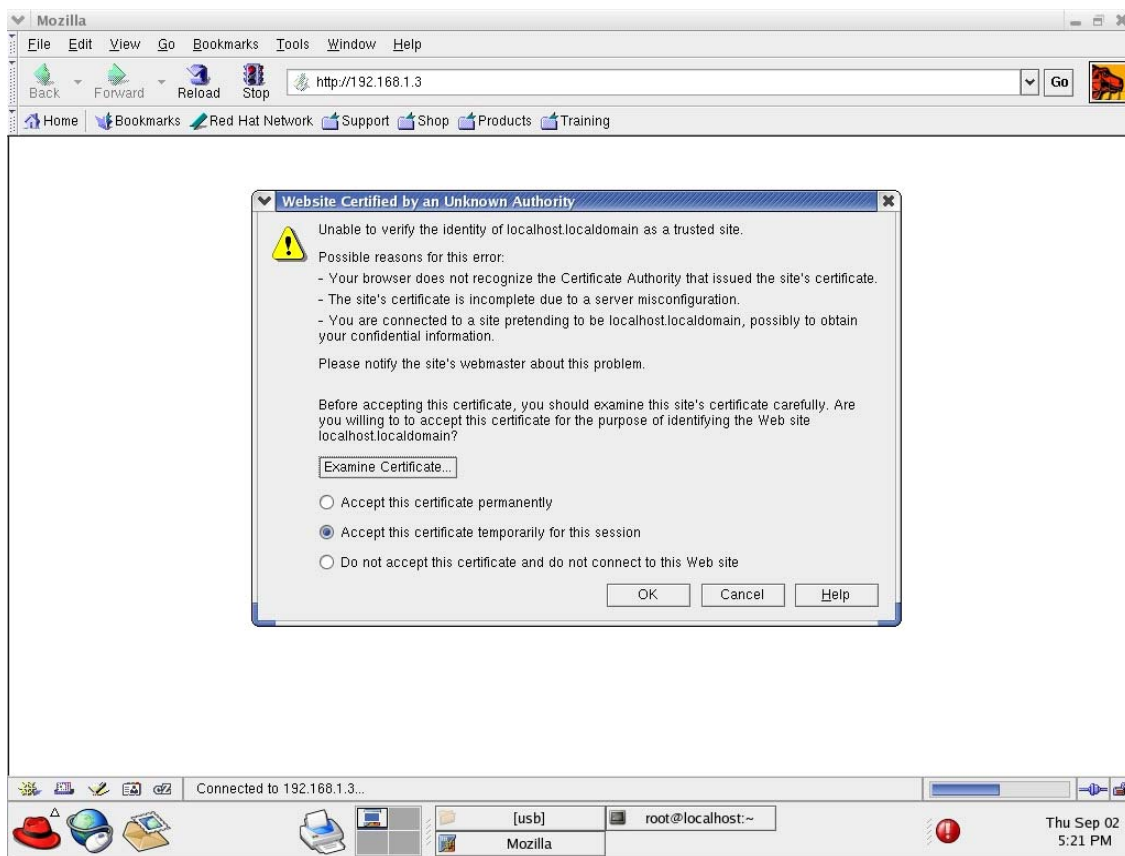 Mozilla
File Edit View Go Bookmarks Tools Window Help
Back Forward Reload Stop http://192.168.1.3 Go
Home Bookmarks Red Hat Network Support Shop Products Training
Website Certified by an Unknown Authority
Unable to verify the identity of localhost.localdomain as a trusted site.
Possible reasons for this error:
- Your browser does not recognize the Certificate Authority that issued the site's certificate.
- The site's certificate is incomplete due to a server misconfiguration.
- You are connected to a site pretending to be localhost.localdomain, possibly to obtain
your confidential information.
Please notify the site's webmaster about this problem.
Before accepting this certificate, you should examine this site's certificate carefully. Are
you willing to to accept this certificate for the purpose of identifying the Web site
localhost.localdomain?
Examine Certificate...
Accept this certificate permanently
Accept this certificate temporarily for this session
Do not accept this certificate and do not connect to this Web site
OK Cancel Help
Connected to 192.168.1.3...
[usb] root@localhost:~
Mozilla
Thu Sep 02
5:21 PM